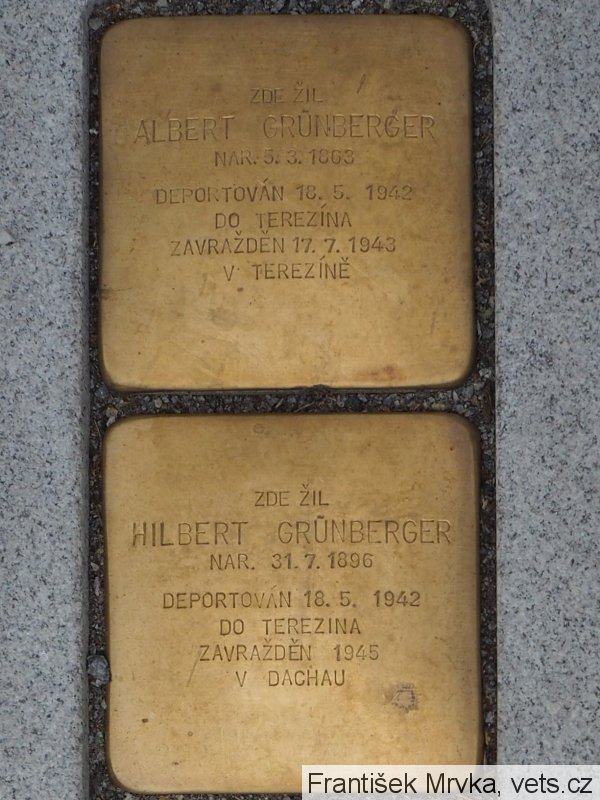 ZDE ŽIL
ALBERT GRÜNBERGER
NAR. 5. 3. 1863
DEPORTOVÁN 18. 5. 1942
DO TEREZÍNA
ZAVRAŽDĚN 17. 7. 1943
V TEREZÍNĚ
ZDE ŽIL
HILBERT GRÜNBERGER
NAR. 31. 7. 1896
DEPORTOVÁN 18. 5. 1942
DO TEREZINA
ZAVRAŽDĚN 1945
V DACHAU
František Mrvka, vets.cz